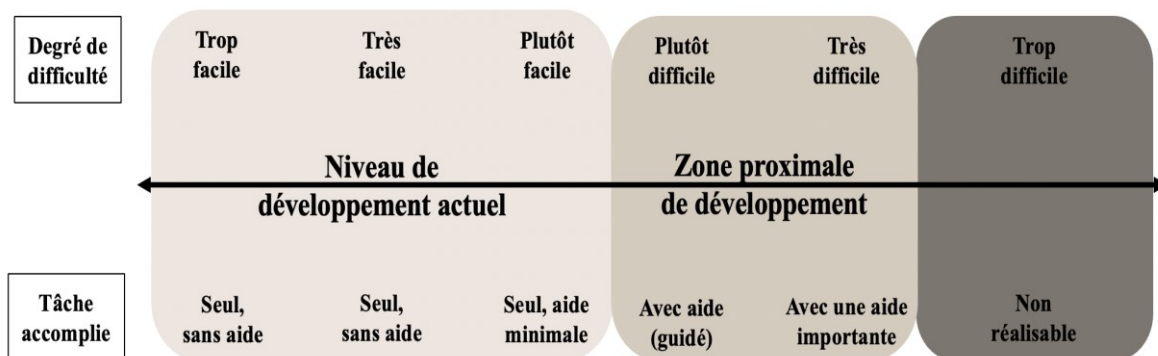 Degré de
difficulté
Trop
facile
Très
facile
Plutôt
facile
Plutôt
difficile
Très
difficile
Trop
difficile
Niveau de
développement actuel
Zone proximale
de développement
Tâche
accomplie
Seul,
sans aide
Seul,
sans aide
Seul, aide
minimale
Avec aide
(guidé)
Avec une aide
importante
Non
réalisable